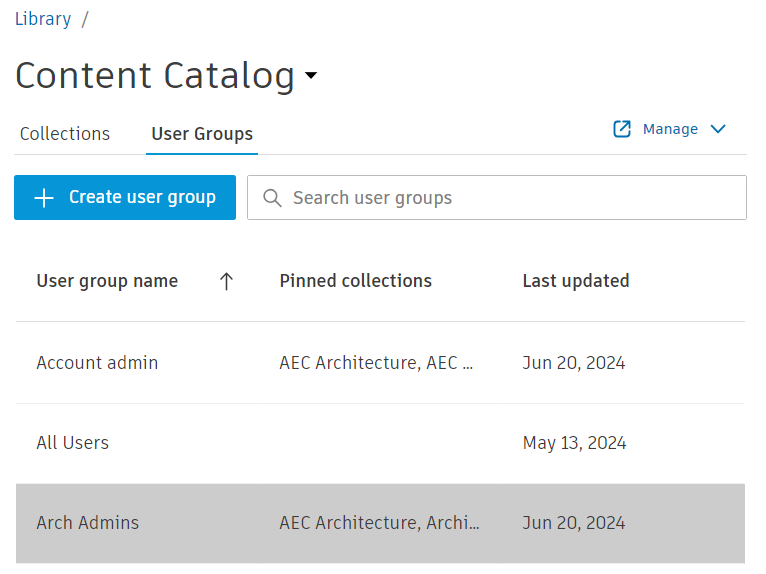 Library /
Content Catalog
Collections User Groups Manage
Create user group Search user groups
User group name Pinned collections Last updated
Account admin AEC Architecture, AEC ... Jun 20, 2024
All Users May 13, 2024
Arch Admins AEC Architecture, Archi... Jun 20, 2024